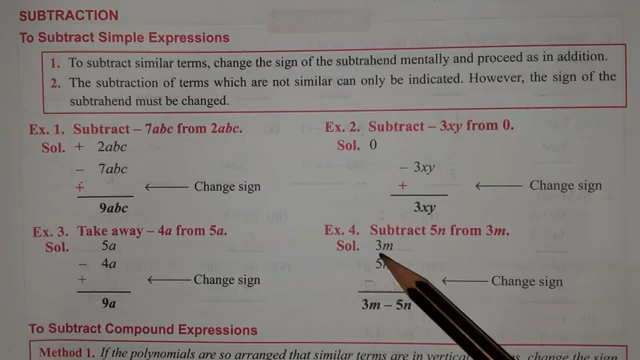 SUBTRACTION
To Subtract Simple Expressions
1. To subtract similar terms, change the sign of the subtrahend mentally and proceed as in addition.
2. The subtraction of terms which are not similar can only be indicated. However, the sign of the
subtrahend must be changed.
Ex. 1. Subtract – 7abc from 2abc.
Sol. + 2abc
– 7abc
+ ← Change sign
9abc
Ex. 2. Subtract – 3xy from 0.
Sol. 0
– 3xy
+ ← Change sign
3xy
Ex. 3. Take away – 4a from 5a.
Sol. 5a
– 4a
+ ← Change sign
9a
Ex. 4. Subtract 5n from 3m.
Sol. 3m
5n
– ← Change sign
3m – 5n
To Subtract Compound Expressions
Method 1. If the polynomials are so arranged that similar terms are in vertical change the sign